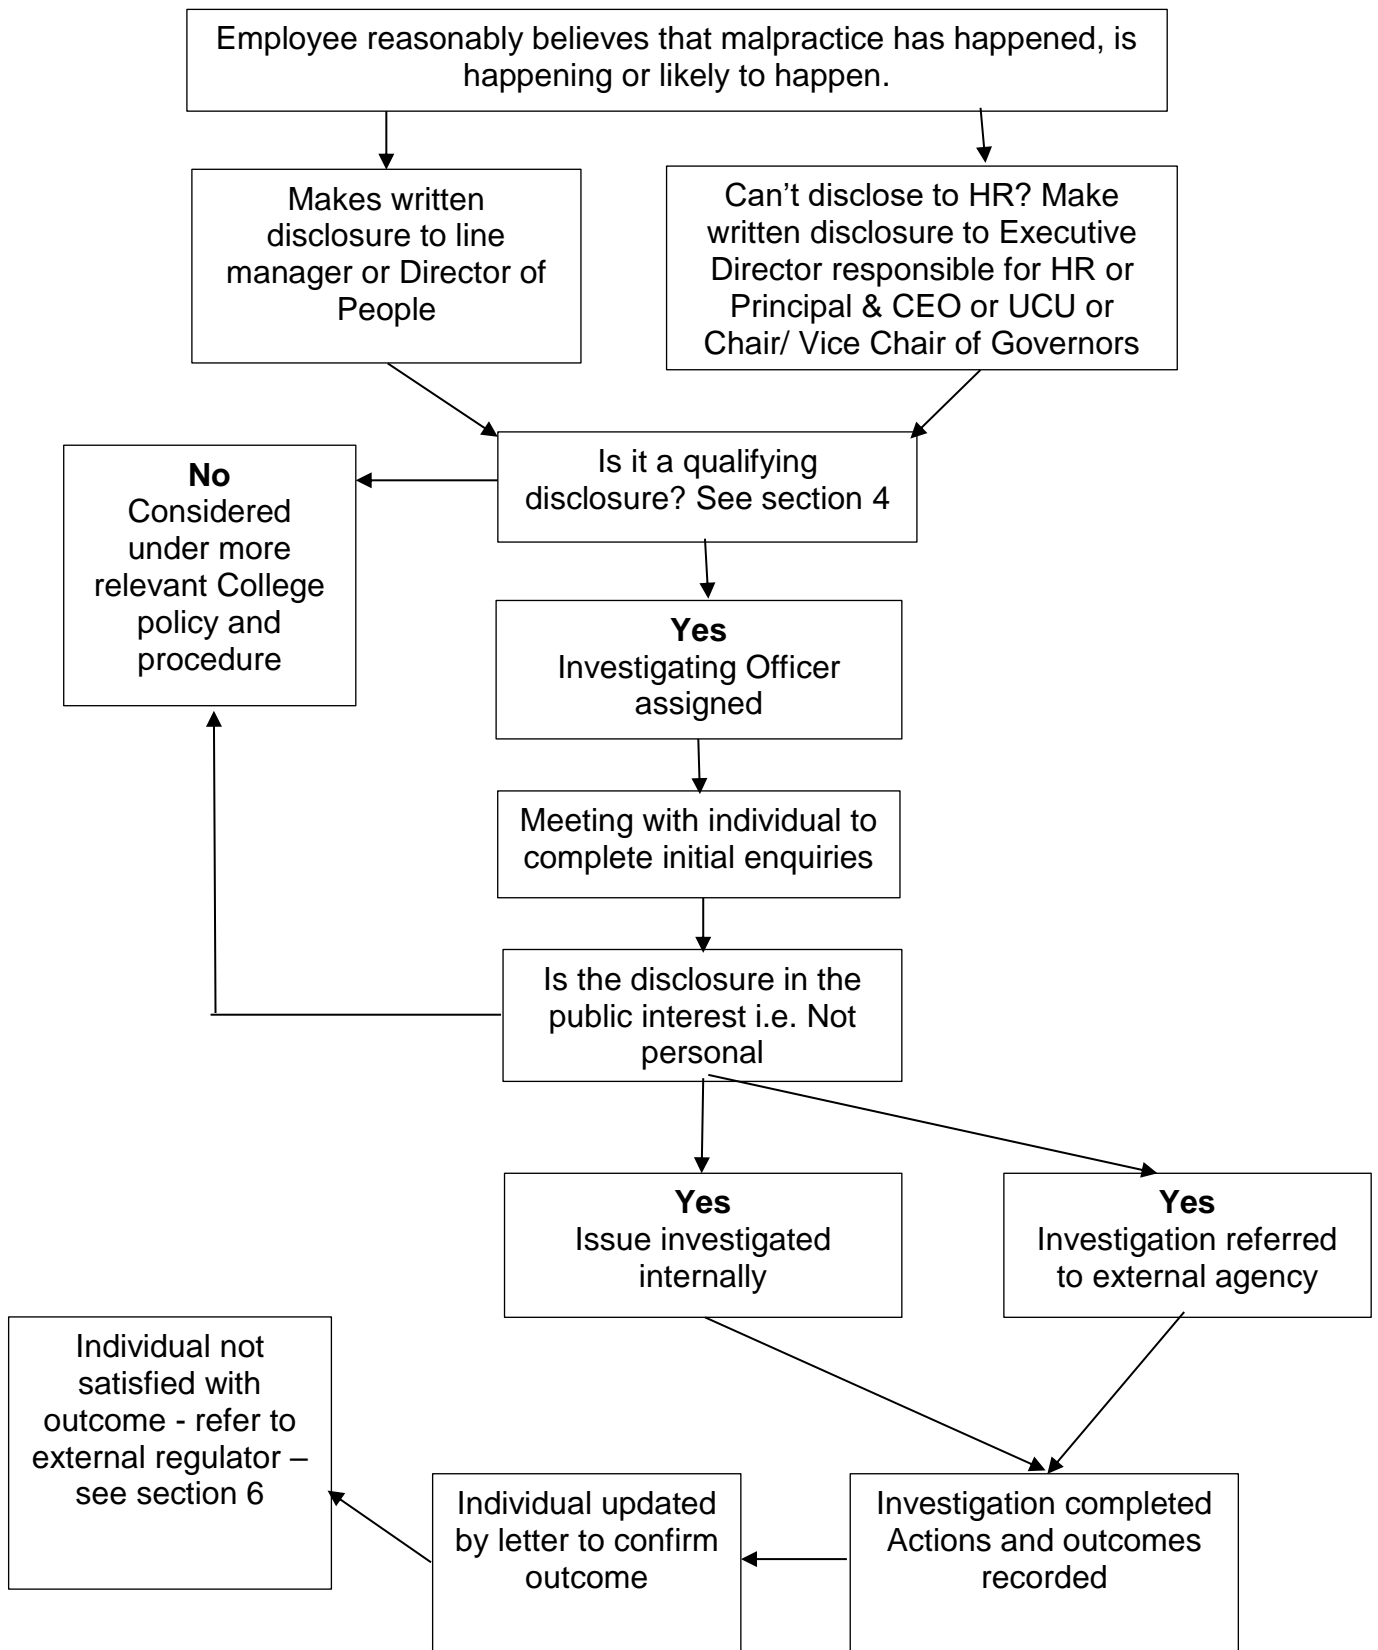 Employee reasonably believes that malpractice has happened, is
happening or likely to happen.
Makes written
disclosure to line
manager or Director of
People
Can’t disclose to HR? Make
written disclosure to Executive
Director responsible for HR or
Principal & CEO or UCU or
Chair/ Vice Chair of Governors
Is it a qualifying
disclosure? See section 4
No
Considered
under more
relevant College
policy and
procedure
Yes
Investigating Officer
assigned
Meeting with individual to
complete initial enquiries
Is the disclosure in the
public interest i.e. Not
personal
Yes
Issue investigated
internally
Yes
Investigation referred
to external agency
Investigation completed
Actions and outcomes
recorded
Individual updated
by letter to confirm
outcome
Individual not
satisfied with
outcome - refer to
external regulator –
see section 6